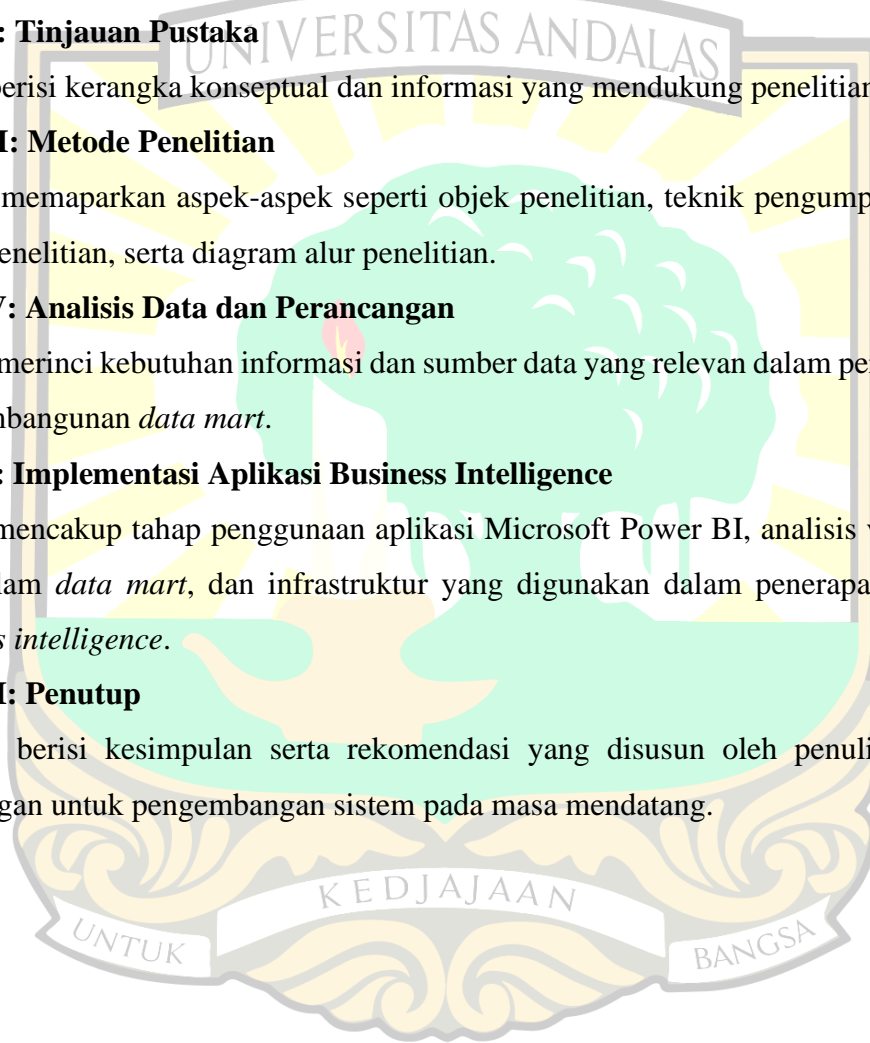 UNIVERSITAS ANDALAS
: Tinjauan Pustaka
berisi kerangka konseptual dan informasi yang mendukung penelitian
I: Metode Penelitian
memaparkan aspek-aspek seperti objek penelitian, teknik pengump
enelitian, serta diagram alur penelitian.
V: Analisis Data dan Perancangan
merinci kebutuhan informasi dan sumber data yang relevan dalam per
mbangunan data mart.
: Implementasi Aplikasi Business Intelligence
mencakup tahap penggunaan aplikasi Microsoft Power BI, analisis v
lam data mart, dan infrastruktur yang digunakan dalam penerapa
s intelligence.
I: Penutup
berisi kesimpulan serta rekomendasi yang disusun oleh penuli
gan untuk pengembangan sistem pada masa mendatang.
UNTUK KEDJAJAAN BANGSA